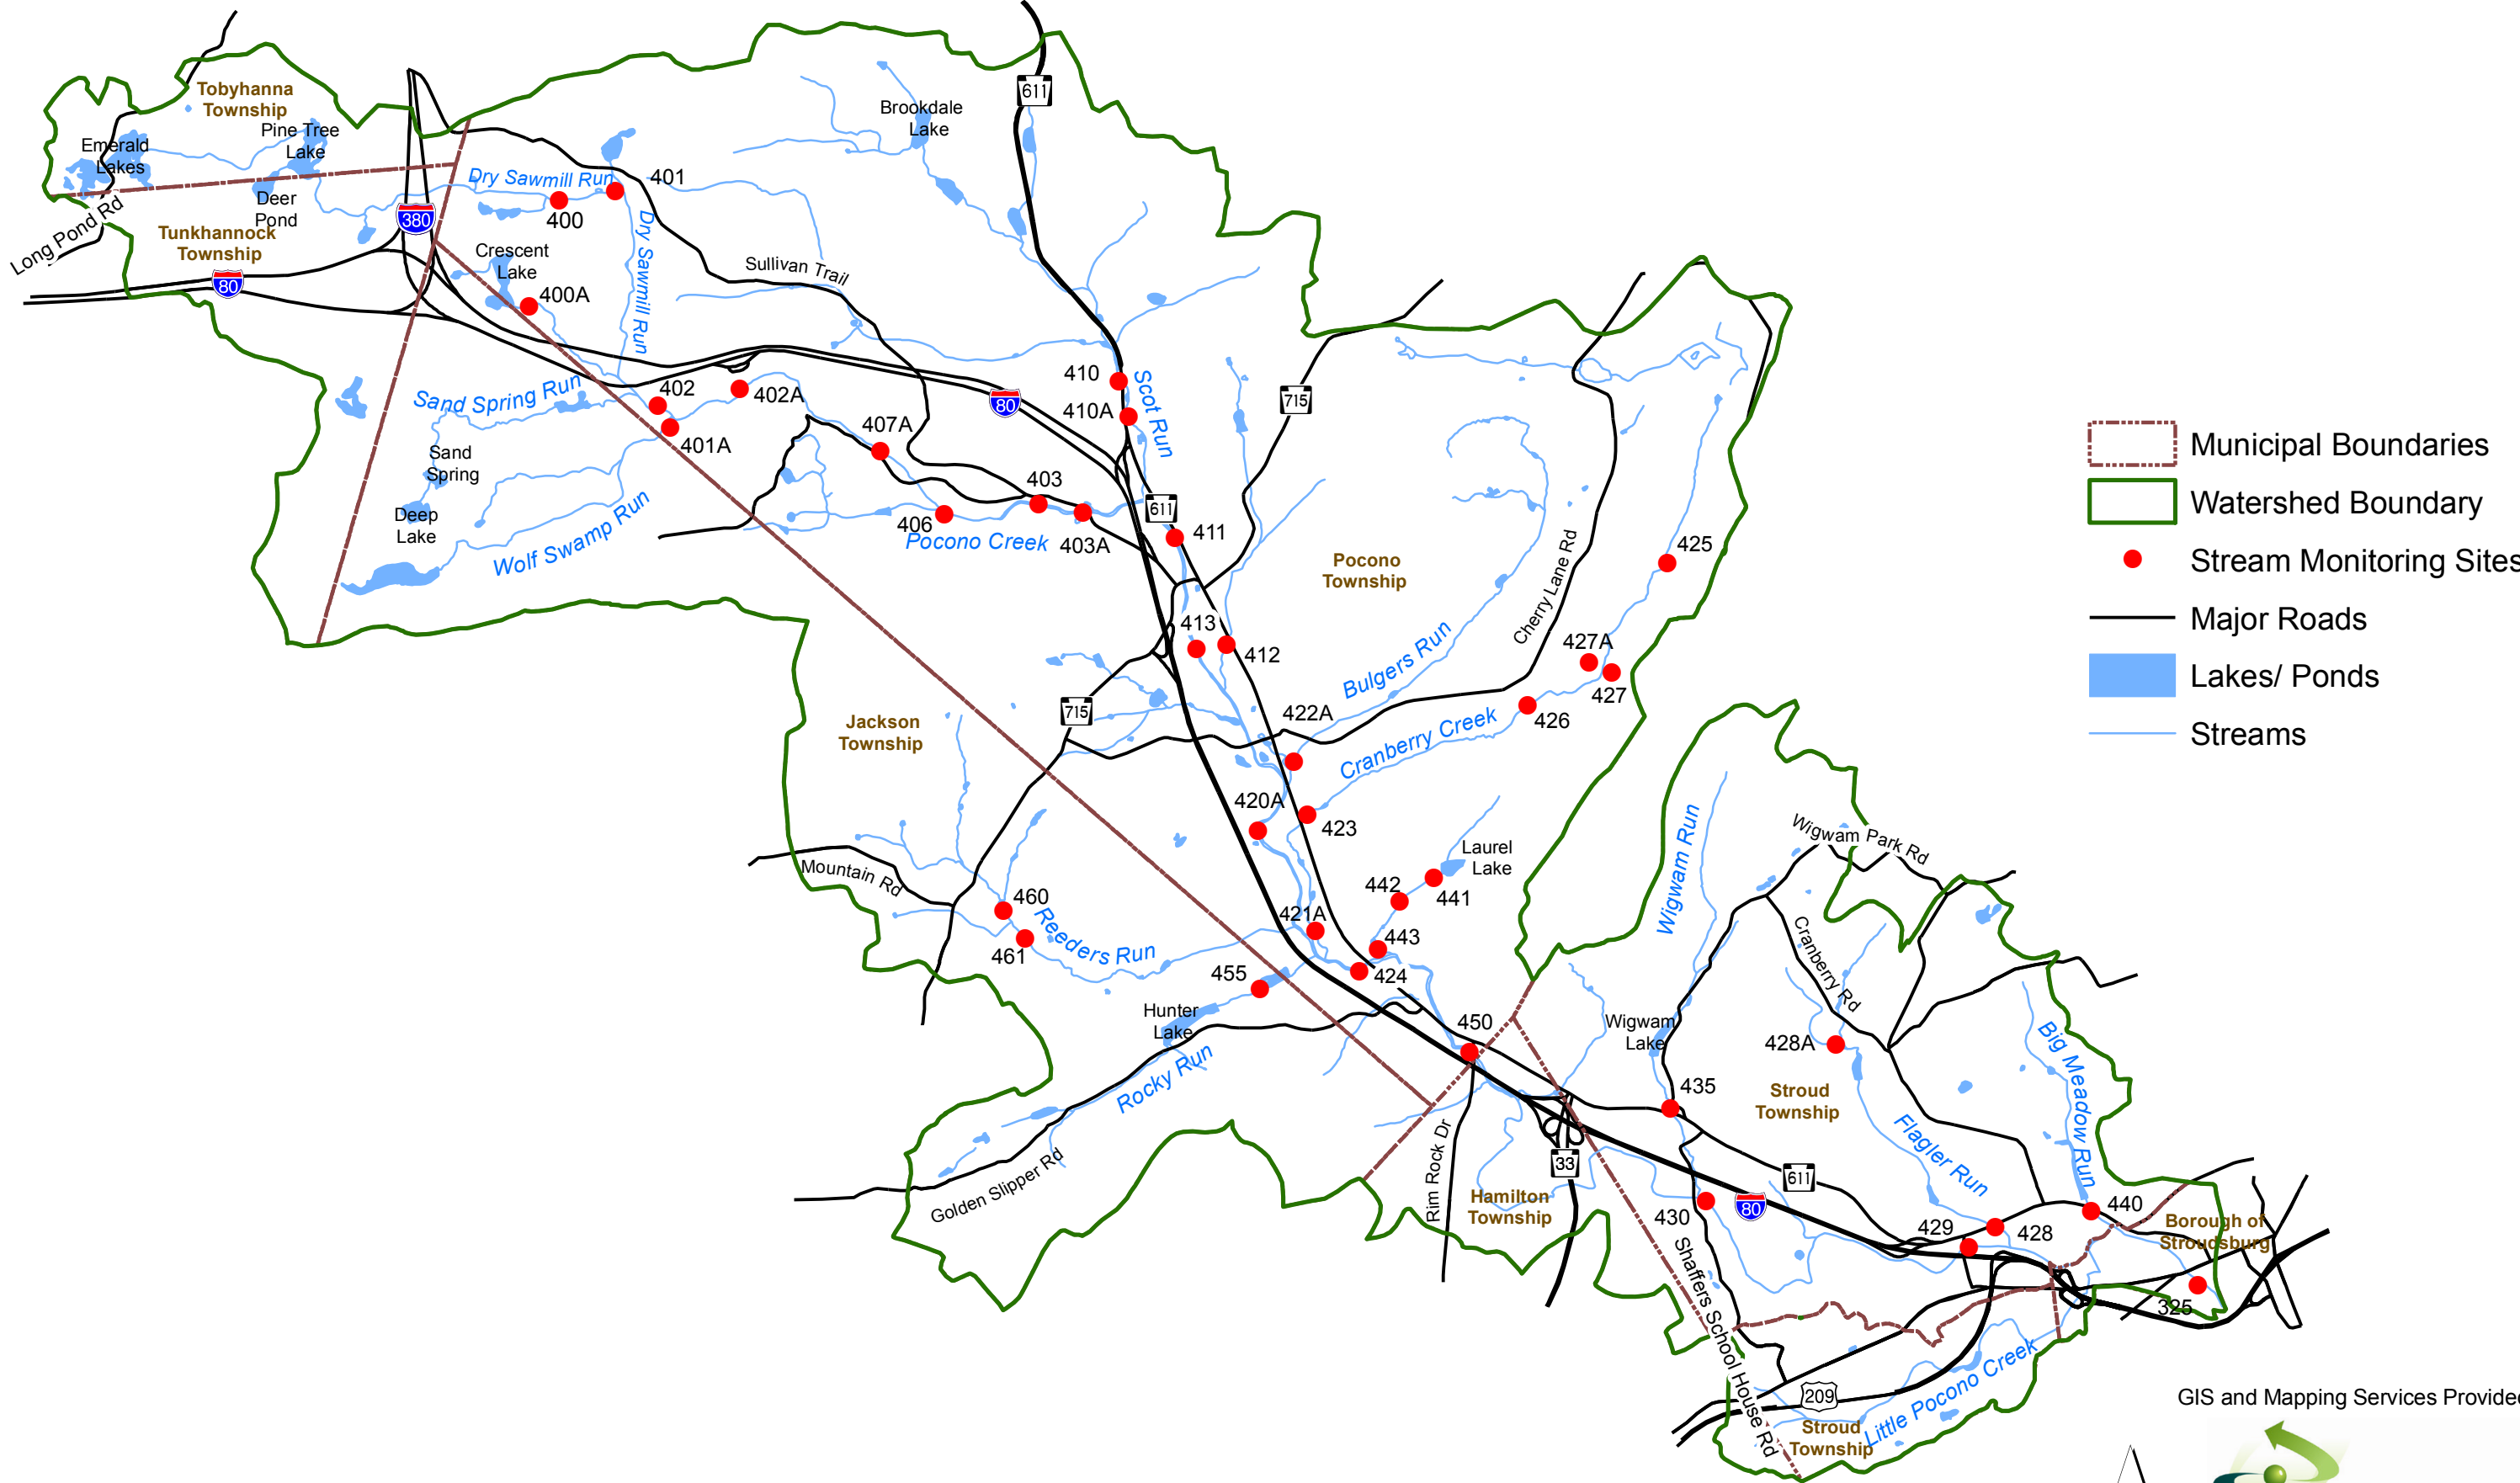 611
Tobyhanna
Township
Brookdale
Lake
Pine Tree
Lake
Emerald
Lakes
Dry Sawmill Run
401
Deer
Pond
400
380
Long Pond Rd
Tunkhannock
Township
Dry Sawmill Run
Crescent
Lake
Sullivan Trail
80
400A
410
Scot Run
402
402A
80
715
Sand Spring Run
410A
407A
401A
Municipal Boundaries
Sand
Spring
403
Watershed Boundary
Deep
Lake
406
611
411
Wolf Swamp Run
Pocono Creek
403A
425
Stream Monitoring Sites
Pocono
Township
Cherry Lane Rd
Major Roads
413
412
427A
Bulgers Run
Lakes/ Ponds
427
715
422A
426
Jackson
Township
Cranberry Creek
Streams
420A
423
Wigwam Run
Wigwam Park Rd
Laurel
Lake
Mountain Rd
442
441
460
421A
Reeders Run
443
Cranberry Rd
461
455
424
Hunter
Lake
450
Wigwam
Lake
428A
Big Meadow Run
Rocky Run
435
Stroud
Township
Flagler Run
Rim Rock Dr
33
611
Golden Slipper Rd
Hamilton
Township
430
80
429
428
440
Borough of
Stroudsburg
Shaffers School House Rd
325
Little Pocono Creek
209
GIS and Mapping Services Provided
Stroud
Township